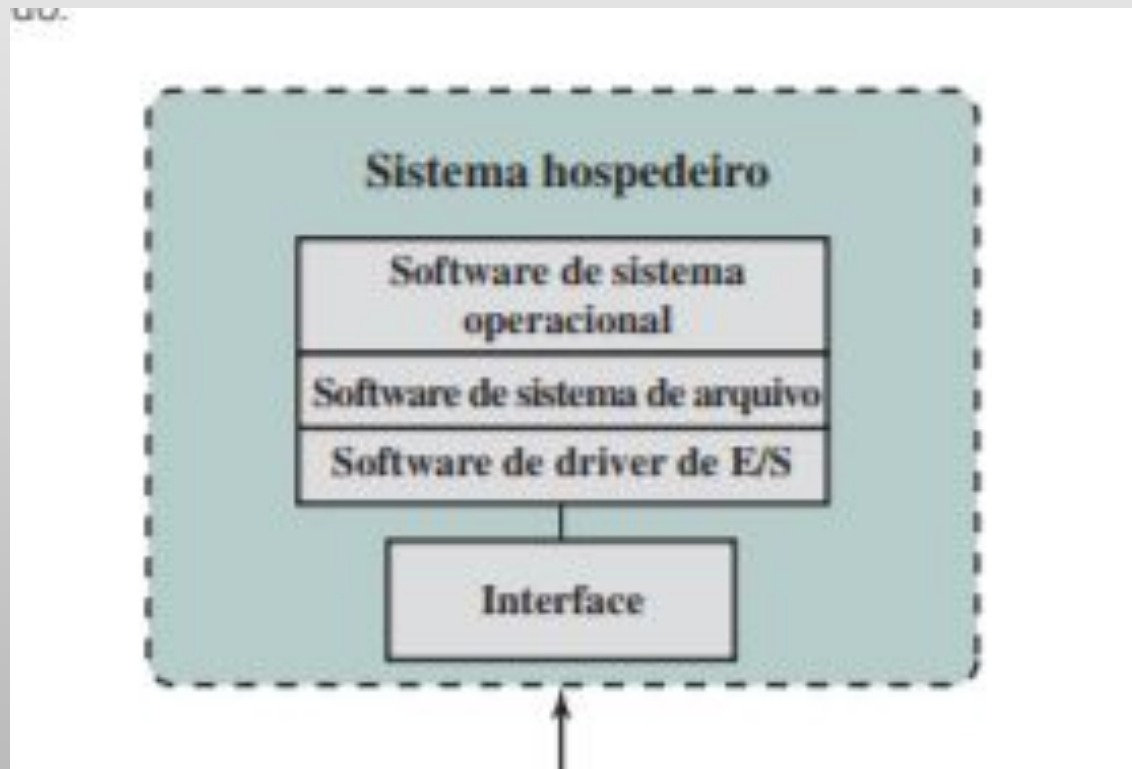 Sistema hospedeiro
Software de sistema
operacional
Software de sistema de arquivo
Software de driver de E/S
Interface